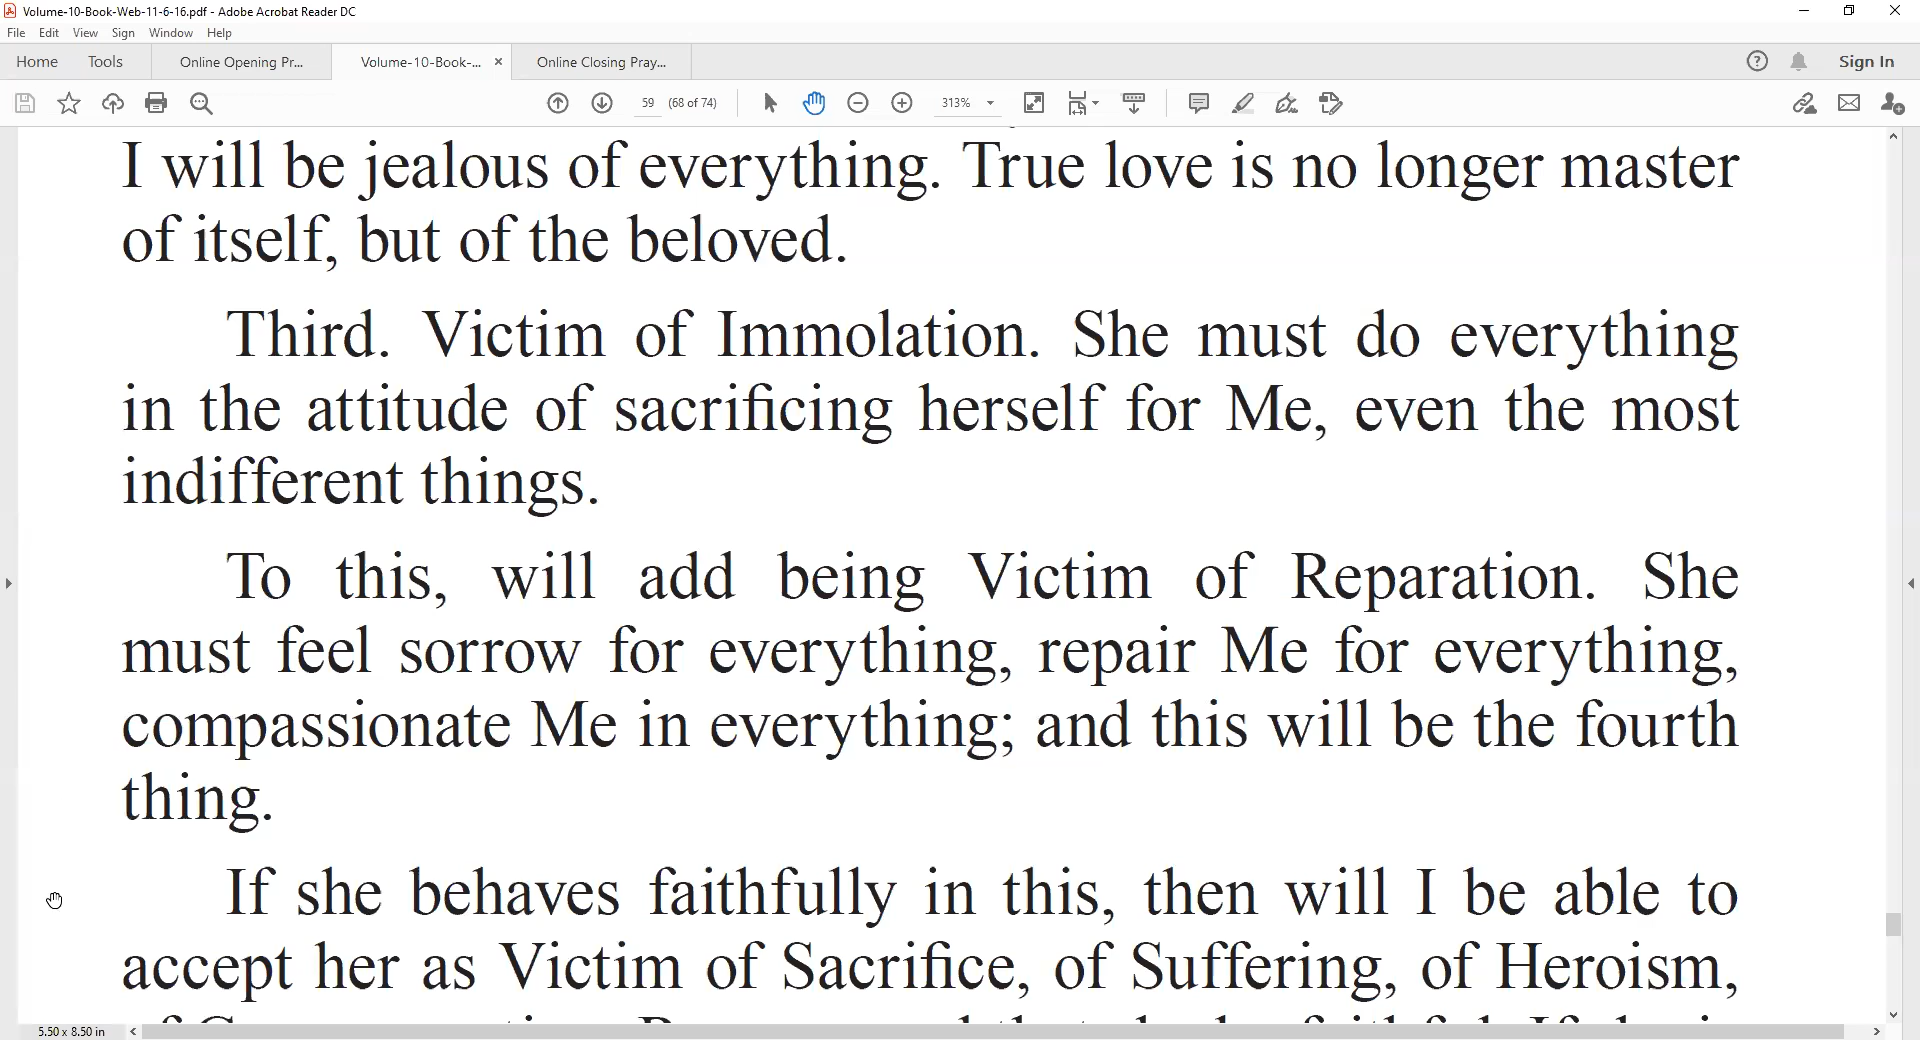 Volume-10-Book-Web-11-6-16.pdf - Adobe Acrobat Reader DC
File Edit View Sign Window Help
Home Tools Online Opening Pr... Volume-10-Book-... × Online Closing Pray... Sign In
59 (68 of 74) 313%
I will be jealous of everything. True love is no longer master
of itself, but of the beloved.
Third. Victim of Immolation. She must do everything
in the attitude of sacrificing herself for Me, even the most
indifferent things.
To this, will add being Victim of Reparation. She
must feel sorrow for everything, repair Me for everything,
compassionate Me in everything; and this will be the fourth
thing.
If she behaves faithfully in this, then will I be able to
accept her as Victim of Sacrifice, of Suffering, of Heroism,
5.50 x 8.50 in